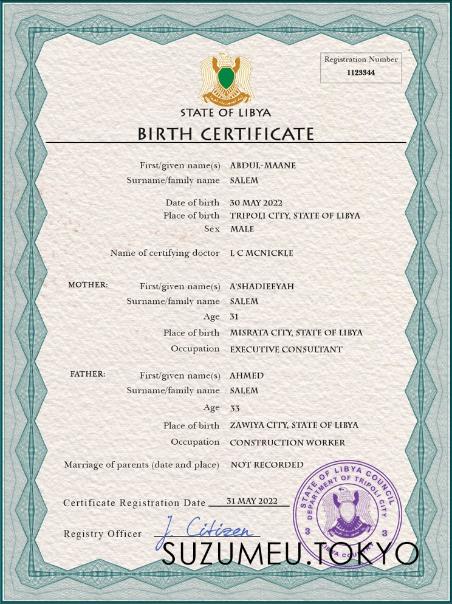 Registration Number
1123344
STATE OF LIBYA
BIRTH CERTIFICATE
First/given name(s) ABDUL-MAANE
Surname/family name SALEM
Date of birth 30 MAY 2022
Place of birth TRIPOLI CITY, STATE OF LIBYA
Sex MALE
Name of certifying doctor L C MCNICKLE
MOTHER: First/given name(s) A'SHADIEEYAH
Surname/family name SALEM
Age 31
Place of birth MISRATA CITY, STATE OF LIBYA
Occupation EXECUTIVE CONSULTANT
FATHER: First/given name(s) AHMED
Surname/family name SALEM
Age 33
Place of birth ZAWIYA CITY, STATE OF LIBYA
Occupation CONSTRUCTION WORKER
Marriage of parents (date and place) NOT RECORDED
STATE OF LIBYA COUNCIL
DEPARTMENT OF TRIPOLI CITY
3 3
Certificate Registration Date 31 MAY 2022
Registry Officer J. Citizen
SUZUMEU.TOKYO